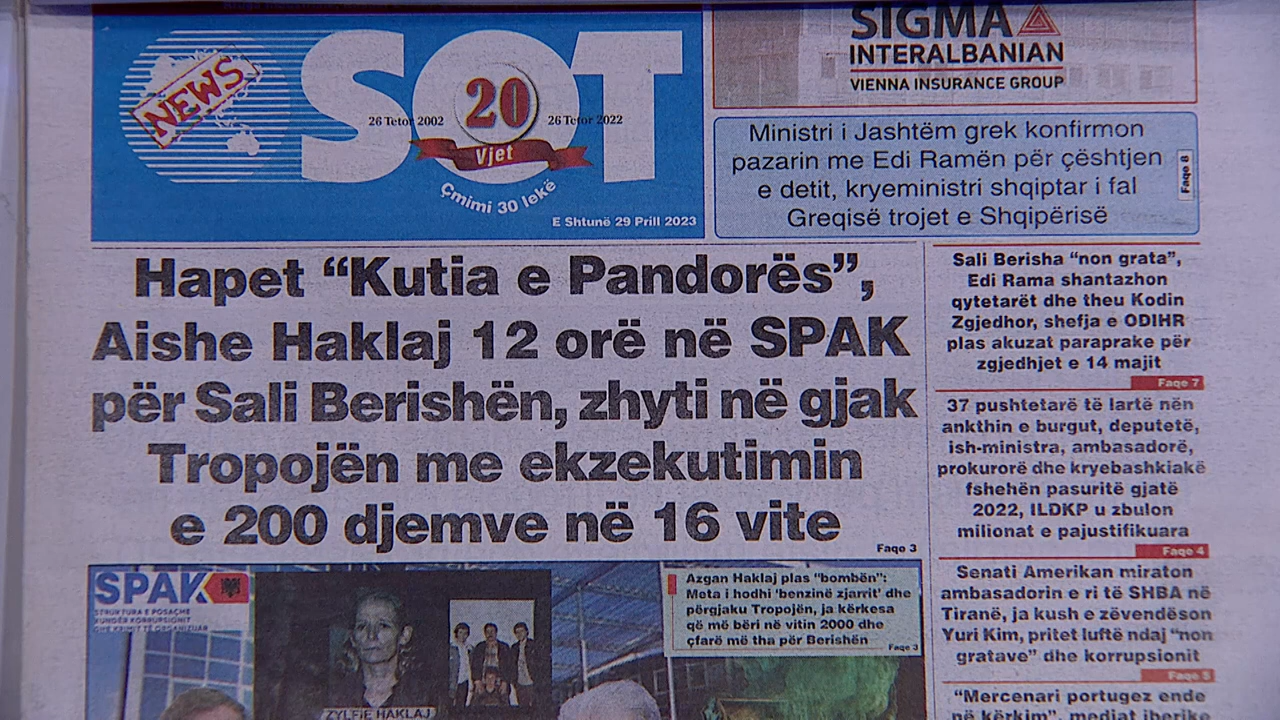 NEWS
SOT
26 Tetor 2002
20
26 Tetor 2022
Vjet
Çmimi 30 lekë
E Shtunë 29 Prill 2023
SIGMA
INTERALBANIAN
VIENNA INSURANCE GROUP
Ministri i Jashtëm grek konfirmon
pazarin me Edi Ramën për çështjen
e detit, kryeministri shqiptar i fal
Greqisë trojet e Shqipërisë
Faqe 8
Hapet “Kutia e Pandorës”,
Aishe Haklaj 12 orë në SPAK
për Sali Berishën, zhyti në gjak
Tropojën me ekzekutimin
e 200 djemve në 16 vite
Faqe 3
Sali Berisha “non grata”,
Edi Rama shantazhon
qytetarët dhe theu Kodin
Zgjedhor, shefja e ODIHR
plas akuzat paraprake për
zgjedhjet e 14 majit
Faqe 7
37 pushtetarë të lartë nën
ankthin e burgut, deputetë,
ish-ministra, ambasadorë,
prokurorë dhe kryebashkiakë
fshehën pasuritë gjatë
2022, ILDKP u zbulon
milionat e pajustifikuara
Faqe 4
Senati Amerikan miraton
ambasadorin e ri të SHBA në
Tiranë, ja kush e zëvendëson
Yuri Kim, pritet luftë ndaj “non
gratave” dhe korrupsionit
Faqe 5
“Mercenari portugez ende
në kërkim”, mediat iberike
SPAK
STRUKTURA E POSAÇME
KUNDËR KORRUPSIONIT
DHE KRIMIT TË ORGANIZUAR
ZYLFIE HAKLAJ
Azgan Haklaj plas “bombën”:
Meta i hodhi ‘benzinë zjarrit’ dhe
përgjaku Tropojën, ja kërkesa
që më bëri në vitin 2000 dhe
çfarë më tha për Berishën
Faqe 3